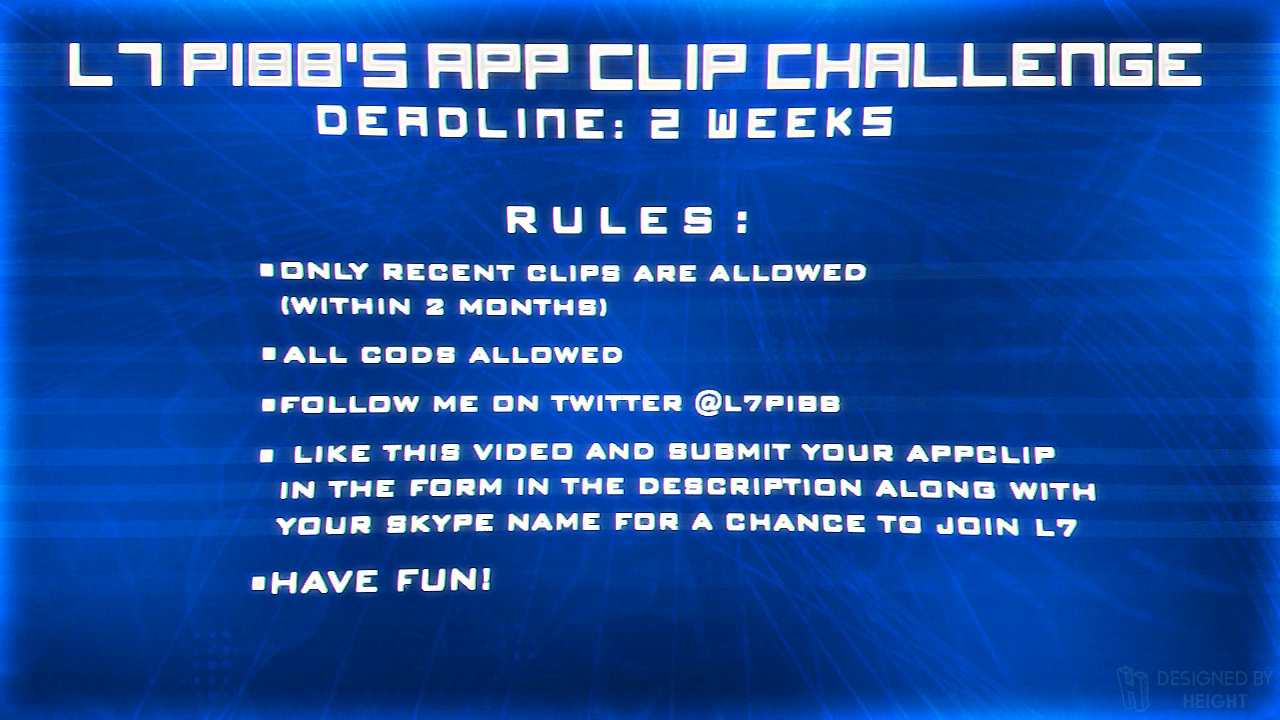 L7 PIBB'S APP CLIP CHALLENGE
DEADLINE: 2 WEEKS
RULES:
▪ONLY RECENT CLIPS ARE ALLOWED
(WITHIN 2 MONTHS)
▪ALL CODS ALLOWED
▪FOLLOW ME ON TWITTER @L7PIBB
▪ LIKE THIS VIDEO AND SUBMIT YOUR APPCLIP
IN THE FORM IN THE DESCRIPTION ALONG WITH
YOUR SKYPE NAME FOR A CHANCE TO JOIN L7
▪HAVE FUN!
DESIGNED BY
HEIGHT